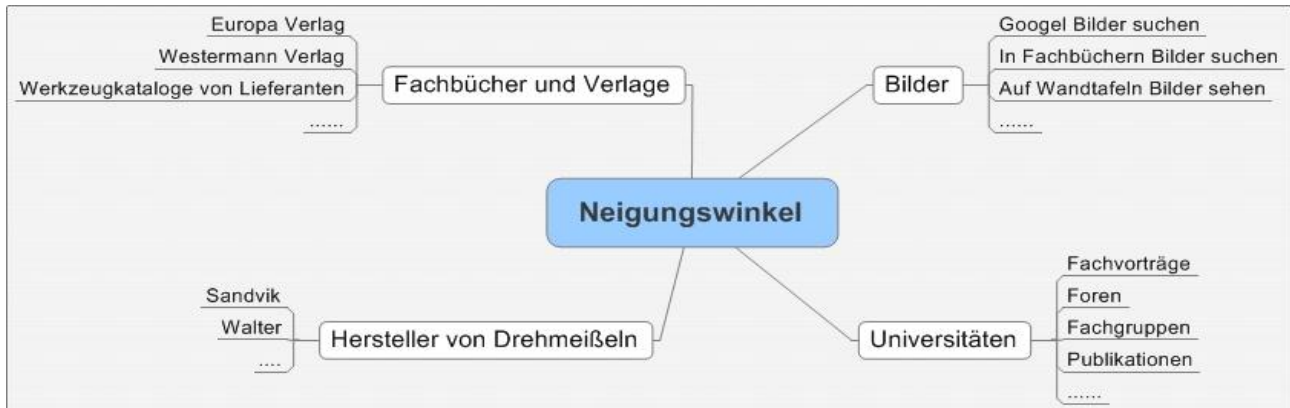 Europa Verlag
Westermann Verlag
Werkzeugkataloge von Lieferanten
......
Fachbücher und Verlage
Bilder
Googel Bilder suchen
In Fachbüchern Bilder suchen
Auf Wandtafeln Bilder sehen
......
Neigungswinkel
Sandvik
Walter
....
Hersteller von Drehmeißeln
Universitäten
Fachvorträge
Foren
Fachgruppen
Publikationen
......